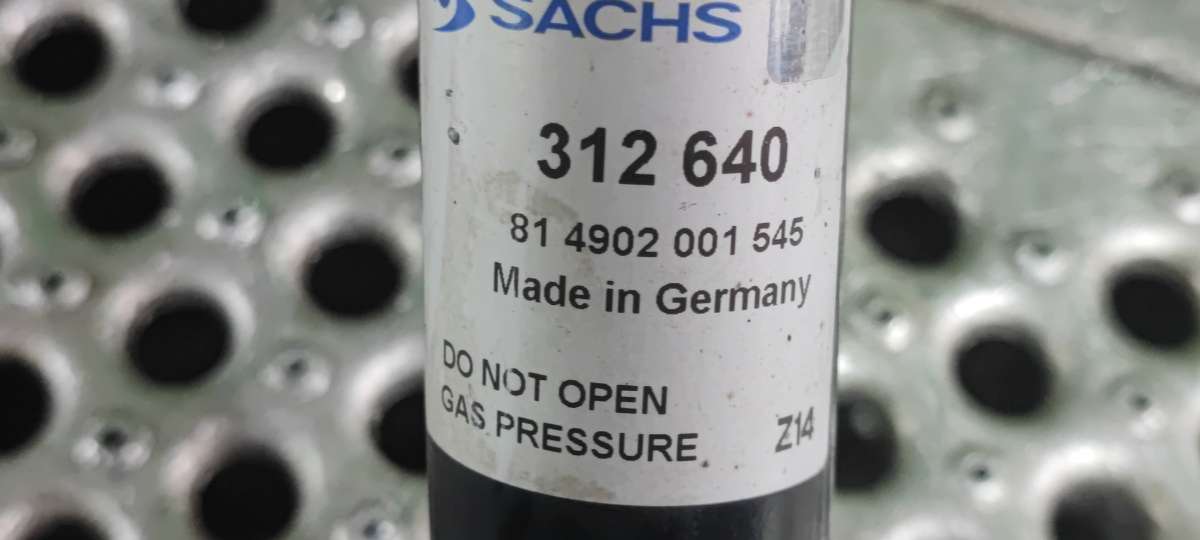 SACHS
312 640
81 4902 001 545
Made in Germany
DO NOT OPEN
GAS PRESSURE
Z14